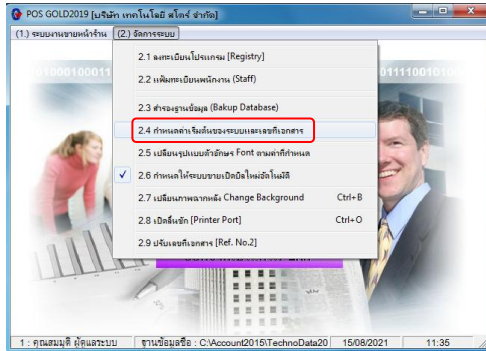 POS GOLD2019 [บริษัท เทคโนโลยี สโตร์ จำกัด]
(1.) ระบบงานขายหน้าร้าน (2.) จัดการระบบ
2.1 ลงทะเบียนโปรแกรม [Registry]
2.2 แฟ้มทะเบียนพนักงาน (Staff)
2.3 สำรองฐานข้อมูล (Bakup Database)
2.4 กำหนดค่าเริ่มต้นของระบบและเลขที่เอกสาร
2.5 เปลี่ยนรูปแบบตัวอักษร Font ตามค่าที่กำหนด
2.6 กำหนดให้ระบบขายเปิดบิลใหม่อัตโนมัติ
2.7 เปลี่ยนภาพฉากหลัง Change Background Ctrl+B
2.8 เปิดลิ้นชัก [Printer Port] Ctrl+O
2.9 ปรับเลขที่เอกสาร [Ref. No.2]
1 : คุณสมมุติ ผู้ดูแลระบบ ฐานข้อมูลชื่อ : C:\Account2015\TechnoData20 15/08/2021 11:35